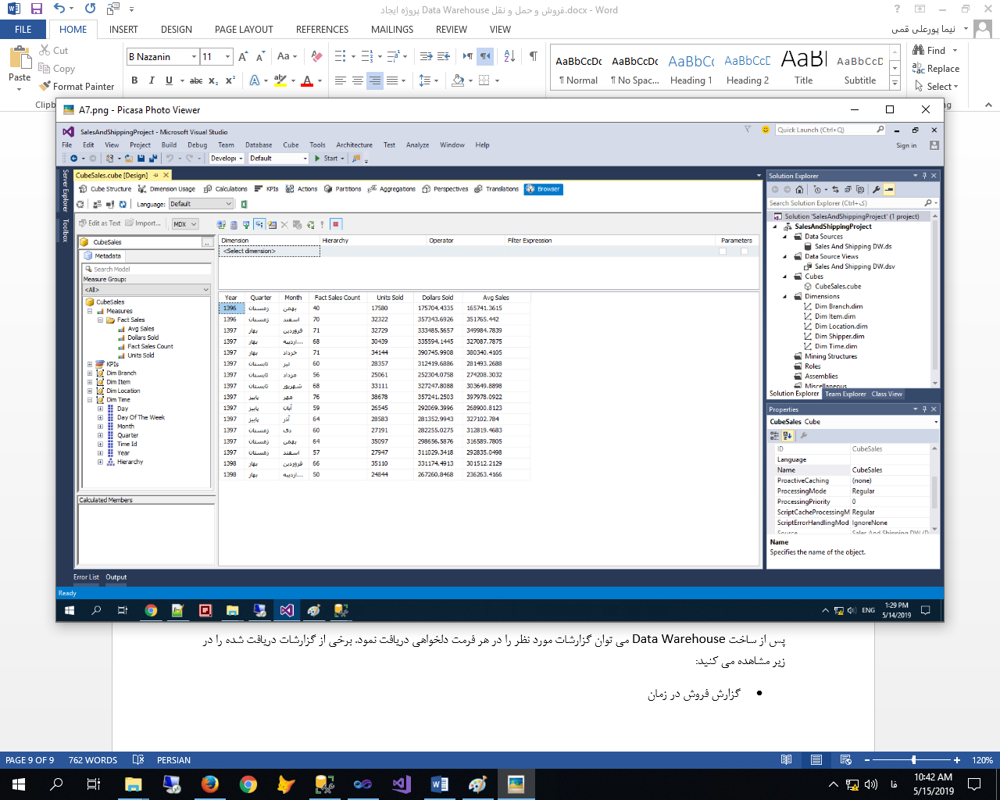 پروژه ایجاد Data Warehouse فروش و حمل و نقل.docx - Word
FILE HOME INSERT DESIGN PAGE LAYOUT REFERENCES MAILINGS REVIEW VIEW نیما پورعلی قمی
Paste Cut Copy Format Painter
B Nazanin 11
AaBbCcDc AaBbCcDc AaBbCc AaBbCcC AaBl AaBbCcD
¶ Normal ¶ No Spac... Heading 1 Heading 2 Title Subtitle
Find Replace Select
A7.png - Picasa Photo Viewer
SalesAndShippingProject - Microsoft Visual Studio
Quick Launch (Ctrl+Q)
File Edit View Project Build Debug Team Database Cube Tools Architecture Test Analyze Window Help
Sign in
Develop Default Start
Server Explorer
Toolbox
CubeSales.cube [Design]
Cube Structure Dimension Usage Calculations KPIs Actions Partitions Aggregations Perspectives Translations Browser
Language: Default
Edit as Text Import... MDX
CubeSales
Metadata
Search Model
Measure Group:
<All>
CubeSales
Measures
Fact Sales
Avg Sales
Dollars Sold
Fact Sales Count
Units Sold
KPIs
Dim Branch
Dim Item
Dim Location
Dim Time
Day
Day Of The Week
Month
Quarter
Time Id
Year
Hierarchy
Calculated Members
Dimension Hierarchy Operator Filter Expression Parameters
<Select dimension>
Year Quarter Month Fact Sales Count Units Sold Dollars Sold Avg Sales
1396 زمستان بهمن 40 17580 175704.4335 165741.3615
1396 زمستان اسفند 70 32322 357343.6926 351765.442
1397 بهار فروردین 71 32729 333485.5657 349984.7839
1397 بهار اردیبه... 68 30439 335594.1445 327087.7875
1397 بهار خرداد 71 34144 390745.9908 380340.4105
1397 تابستان تیر 60 28357 312419.6886 281493.2688
1397 تابستان مرداد 56 25061 252304.0758 274208.3032
1397 تابستان شهریور 68 33111 327247.8088 303649.8898
1397 پاییز مهر 76 38678 357241.2503 397978.0922
1397 پاییز آبان 59 26545 292069.3996 268900.8123
1397 پاییز آذر 64 28583 281352.9943 327102.784
1397 زمستان دی 60 27191 282255.0275 312819.4683
1397 زمستان بهمن 64 35097 298656.5876 316589.7805
1397 زمستان اسفند 57 27947 311029.3418 292835.0498
1398 بهار فروردین 66 35110 331174.4913 301512.2129
1398 بهار اردیبه... 50 24844 267260.8468 236263.4166
Solution Explorer
Search Solution Explorer (Ctrl+ک)
Solution 'SalesAndShippingProject' (1 project)
SalesAndShippingProject
Data Sources
Sales And Shipping DW.ds
Data Source Views
Sales And Shipping DW.dsv
Cubes
CubeSales.cube
Dimensions
Dim Branch.dim
Dim Item.dim
Dim Location.dim
Dim Shipper.dim
Dim Time.dim
Mining Structures
Roles
Assemblies
Miscellaneous
Solution Explorer Team Explorer Class View
Properties
CubeSales Cube
ID CubeSales
Language
Name CubeSales
ProactiveCaching (none)
ProcessingMode Regular
ProcessingPriority 0
ScriptCacheProcessingM Regular
ScriptErrorHandlingMod IgnoreNone
Source Sales And Shipping DW (D
Name
Specifies the name of the object.
Error List Output
Ready
ENG 1:29 PM
5/14/2019
پس از ساخت Data Warehouse می توان گزارشات مورد نظر را در هر فرمت دلخواهی دریافت نمود. برخی از گزارشات دریافت شده را در
زیر مشاهده می کنید:
• گزارش فروش در زمان
PAGE 9 OF 9 762 WORDS PERSIAN 120%
فا 10:42 AM
5/15/2019